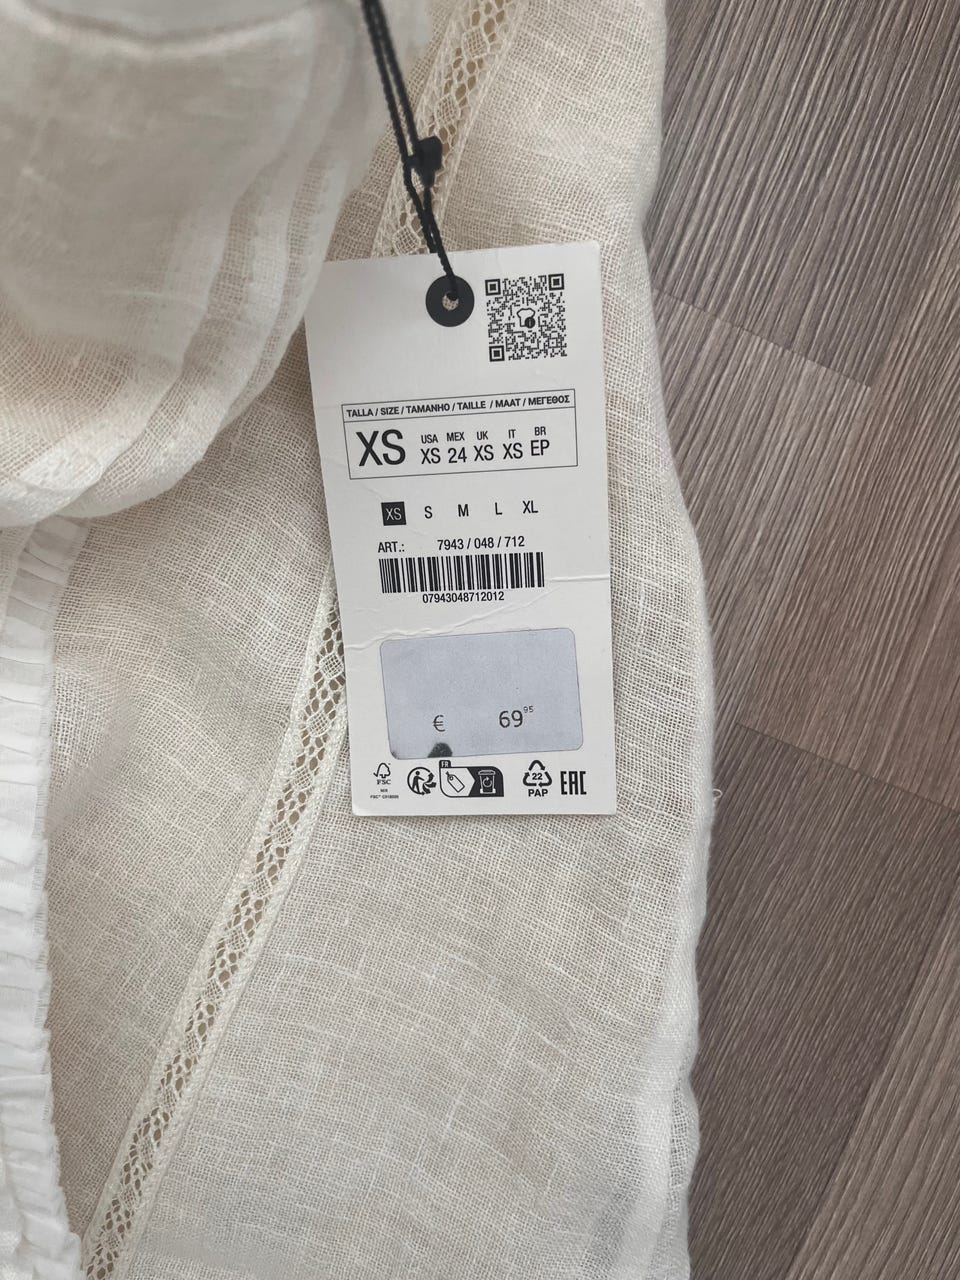 TALLA / SIZE / TAMANHO / TAILLE / MAAT / ΜΕΓΕΘΟΣ
XS USA XS MEX 24 UK XS IT XS BR EP
XS S M L XL
ART.: 7943 / 048 / 712
07943048712012
€ 69 95
FR
FSC
MIX
22
PAP
EAC